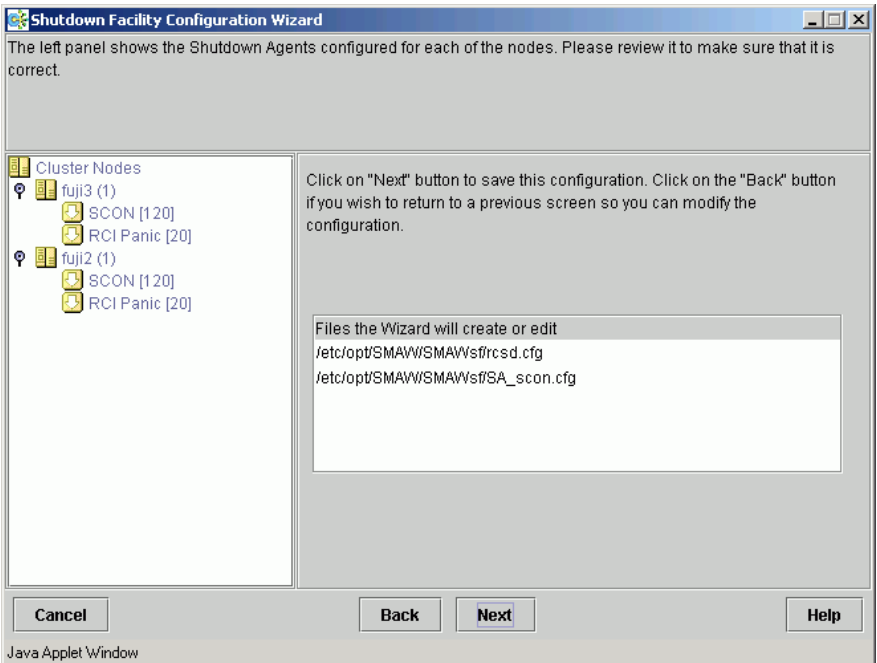 Shutdown Facility Configuration Wizard
The left panel shows the Shutdown Agents configured for each of the nodes. Please review it to make sure that it is
correct.
Cluster Nodes
fuji3 (1)
SCON [120]
RCI Panic [20]
fuji2 (1)
SCON [120]
RCI Panic [20]
Click on "Next" button to save this configuration. Click on the "Back" button
if you wish to return to a previous screen so you can modify the
configuration.
Files the Wizard will create or edit
/etc/opt/SMAW/SMAWsf/rcsd.cfg
/etc/opt/SMAW/SMAWsf/SA_scon.cfg
Cancel
Back
Next
Help
Java Applet Window